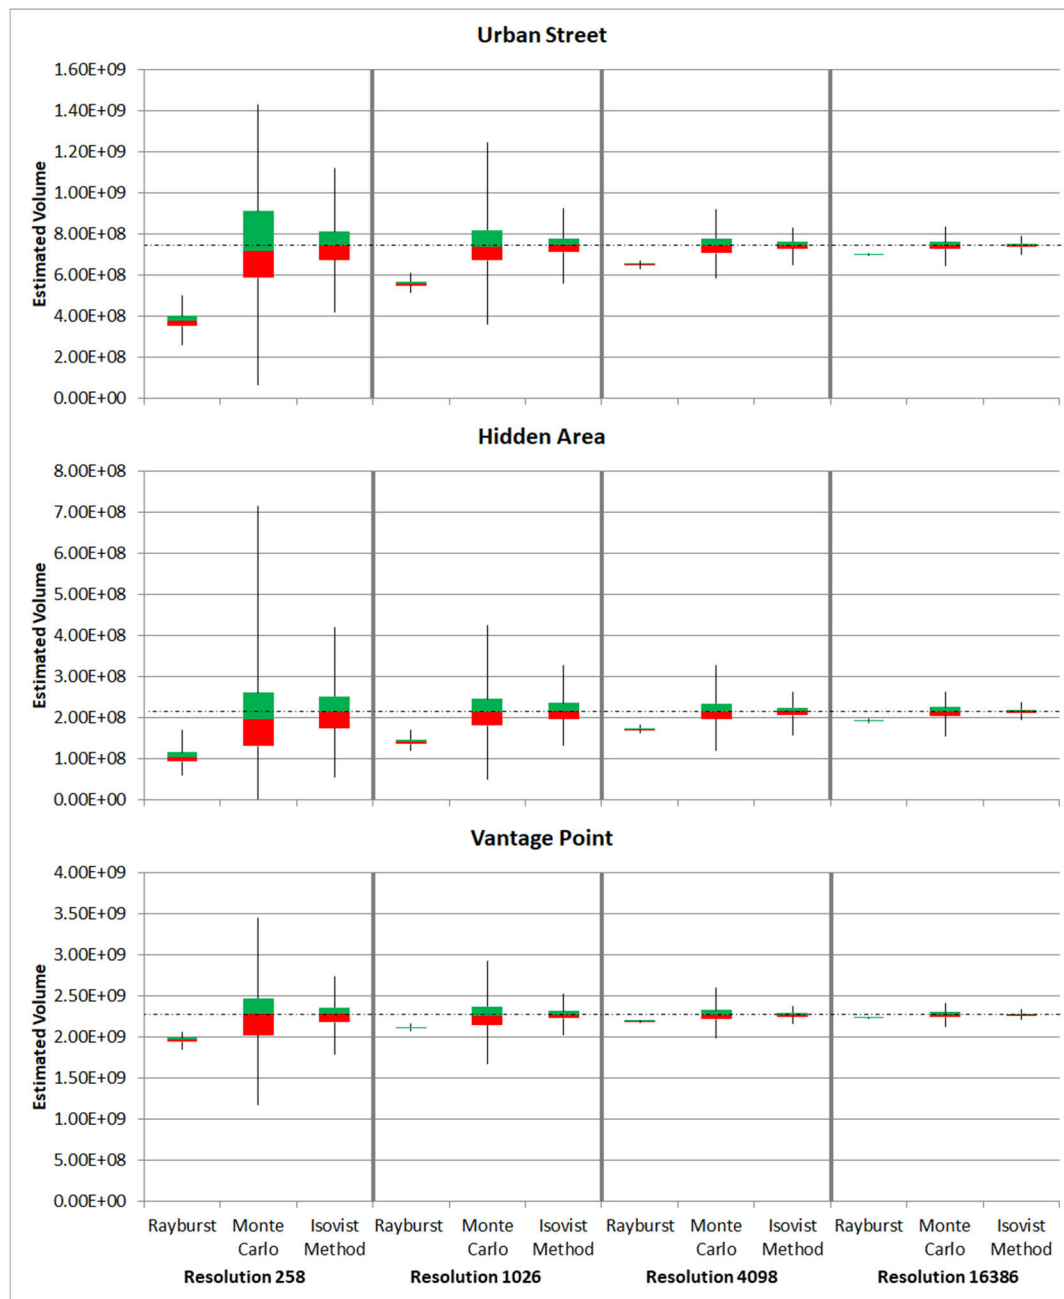 Urban Street
Estimated Volume
1.60E+09
1.40E+09
1.20E+09
1.00E+09
8.00E+08
6.00E+08
4.00E+08
2.00E+08
0.00E+00
Hidden Area
Estimated Volume
8.00E+08
7.00E+08
6.00E+08
5.00E+08
4.00E+08
3.00E+08
2.00E+08
1.00E+08
0.00E+00
Vantage Point
Estimated Volume
4.00E+09
3.50E+09
3.00E+09
2.50E+09
2.00E+09
1.50E+09
1.00E+09
5.00E+08
0.00E+00
Rayburst Monte Isovist Rayburst Monte Isovist Rayburst Monte Isovist Rayburst Monte Isovist
Carlo Method Carlo Method Carlo Method Carlo Method
Resolution 258 Resolution 1026 Resolution 4098 Resolution 16386